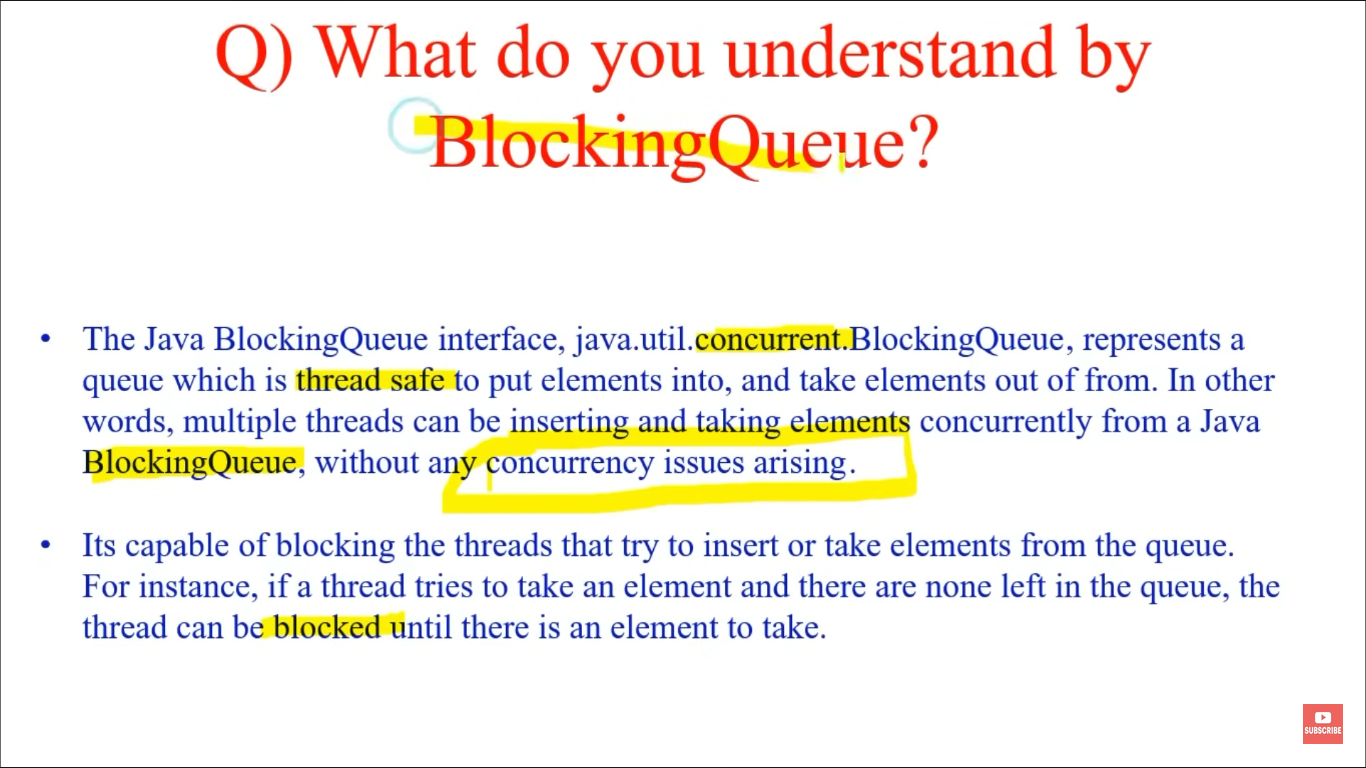 Q) What do you understand by
BlockingQueue?
• The Java BlockingQueue interface, java.util.concurrent.BlockingQueue, represents a
queue which is thread safe to put elements into, and take elements out of from. In other
words, multiple threads can be inserting and taking elements concurrently from a Java
BlockingQueue, without any concurrency issues arising.
• Its capable of blocking the threads that try to insert or take elements from the queue.
For instance, if a thread tries to take an element and there are none left in the queue, the
thread can be blocked until there is an element to take.
SUBSCRIBE